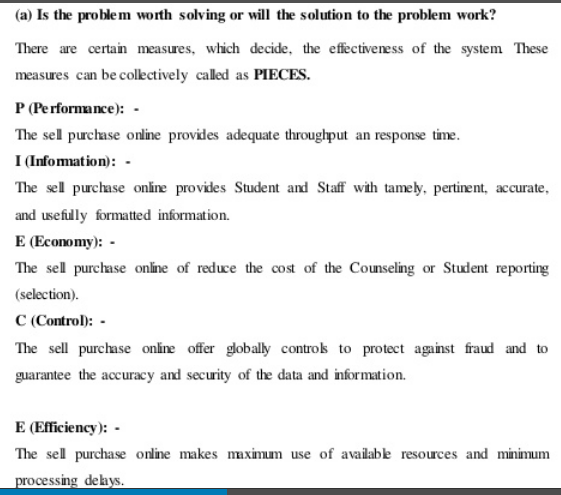 (a) Is the problem worth solving or will the solution to the problem work?
There are certain measures, which decide, the effectiveness of the system. These
measures can be collectively called as PIECES.
P (Performance): -
The sell purchase online provides adequate throughput an response time.
I (Information): -
The sell purchase online provides Student and Staff with tamely, pertinent, accurate,
and usefully formatted information.
E (Economy): -
The sell purchase online of reduce the cost of the Counseling or Student reporting
(selection).
C (Control): -
The sell purchase online offer globally controls to protect against fraud and to
guarantee the accuracy and security of the data and information.
E (Efficiency): -
The sell purchase online makes maximum use of available resources and minimum
processing delays.